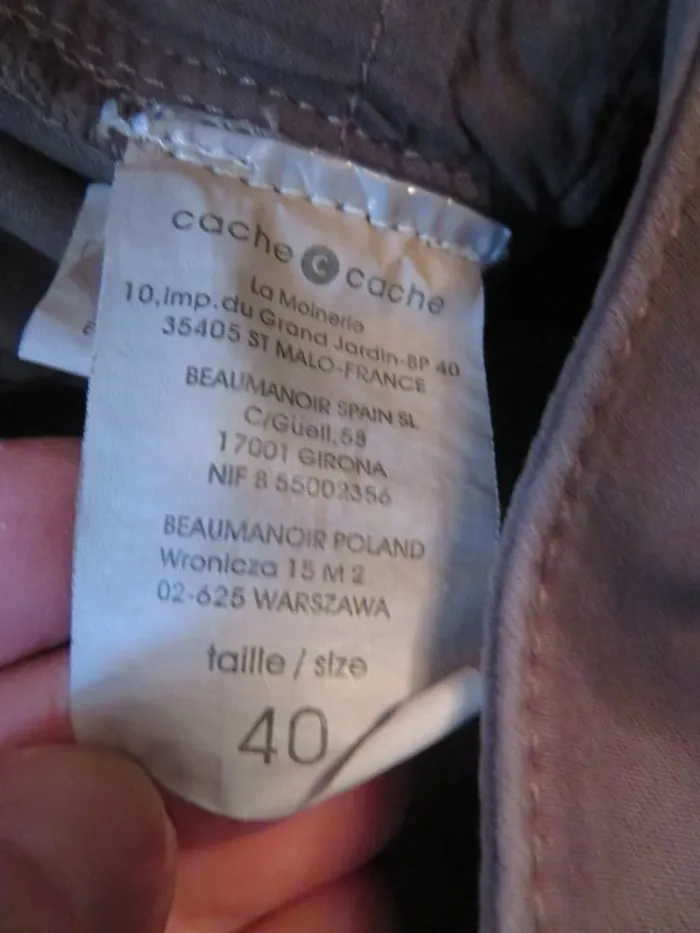 cache c cache
La Moinerie
10,Imp.du Grand Jardin-BP 40
35405 ST MALO-FRANCE
BEAUMANOIR SPAIN SL
C/Güell,58
17001 GIRONA
NIF B 55002356
BEAUMANOIR POLAND
Wronicza 15 M 2
02-625 WARSZAWA
taille / size
40